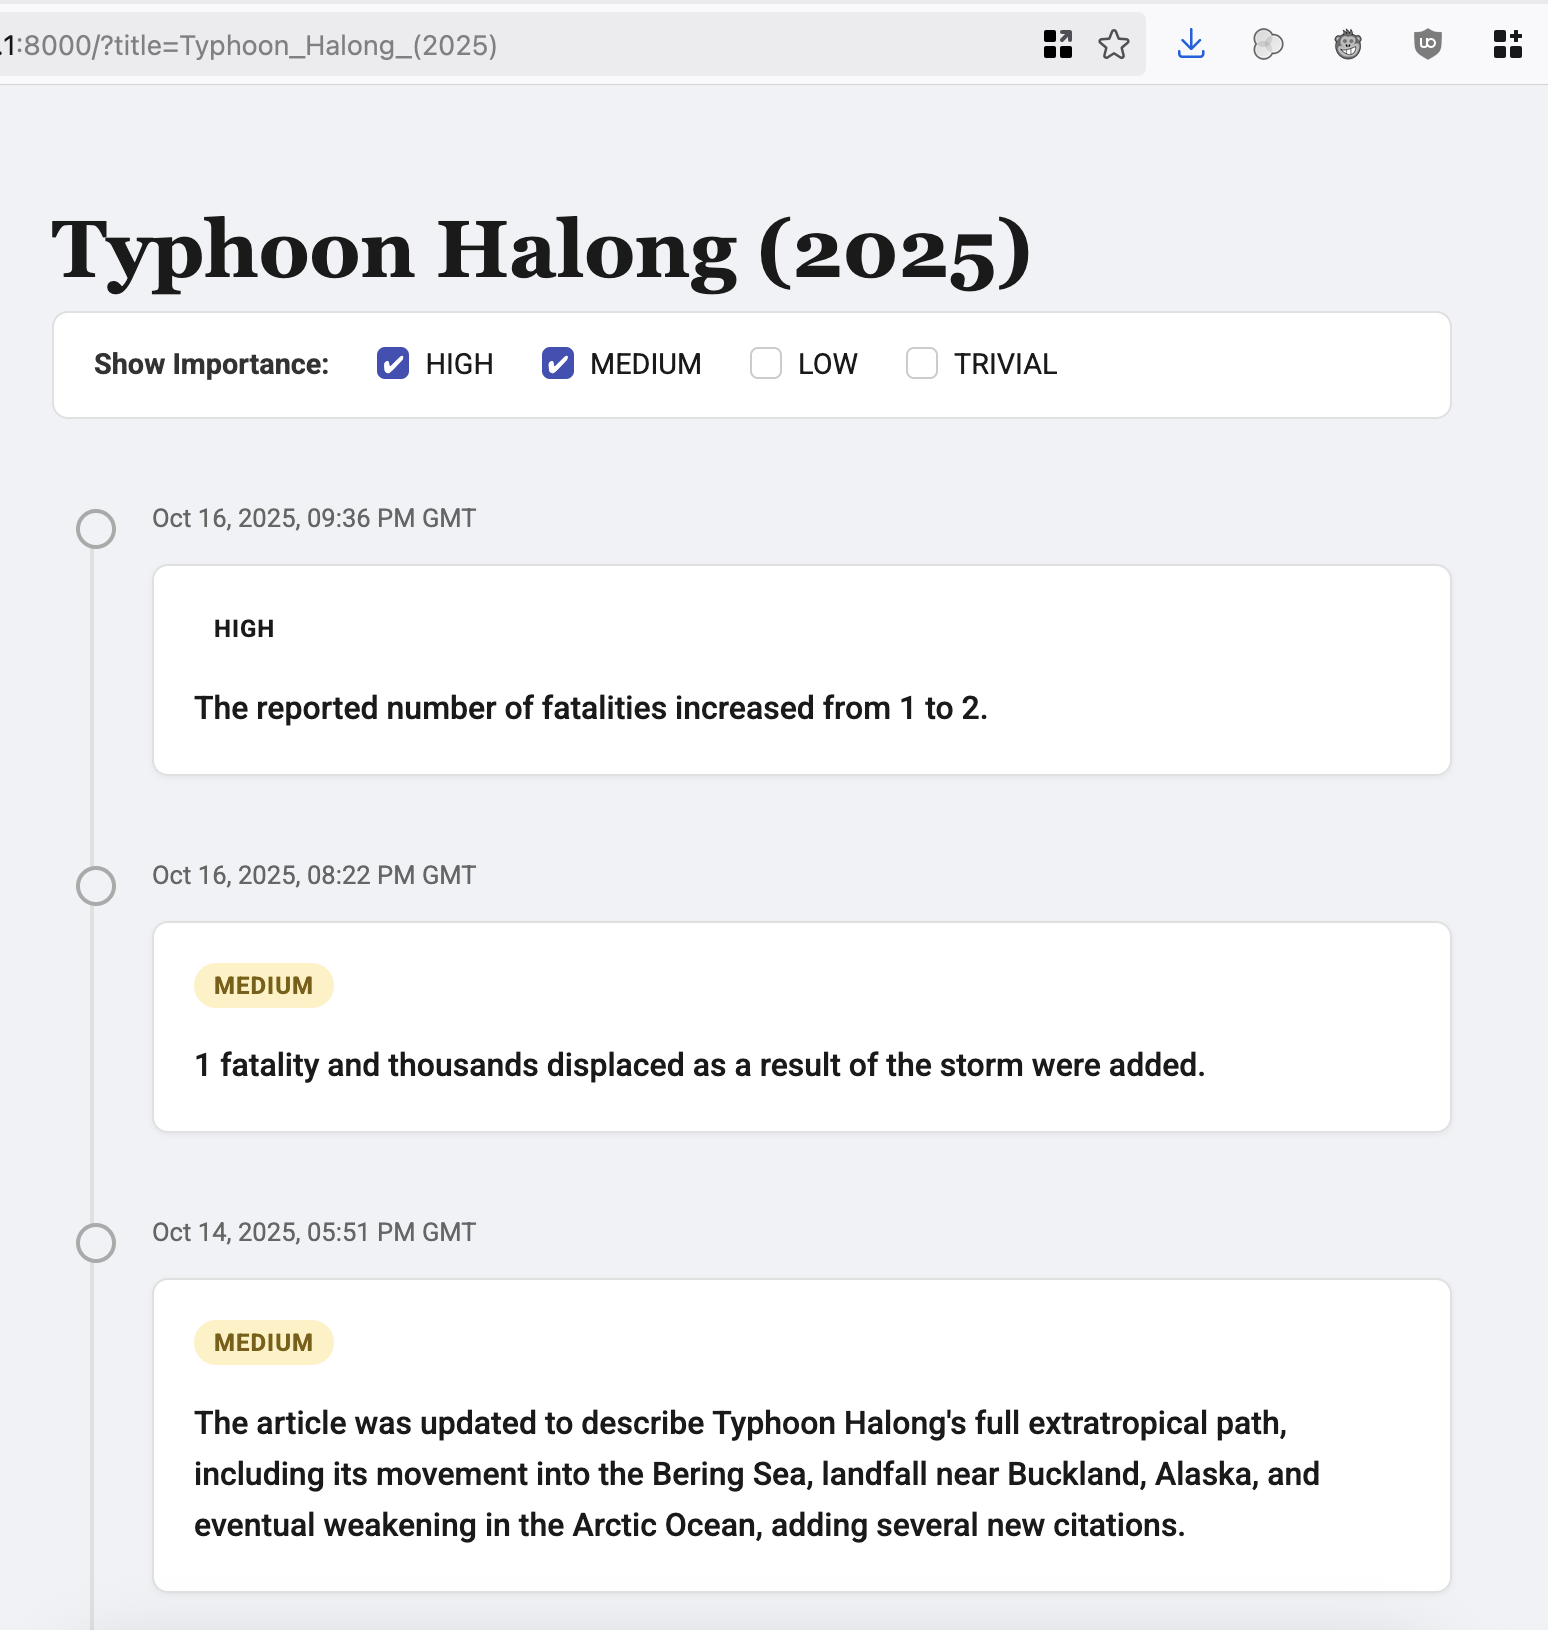 .1:8000/?title=Typhoon_Halong_(2025)
Typhoon Halong (2025)
Show Importance: HIGH MEDIUM LOW TRIVIAL
Oct 16, 2025, 09:36 PM GMT
HIGH
The reported number of fatalities increased from 1 to 2.
Oct 16, 2025, 08:22 PM GMT
MEDIUM
1 fatality and thousands displaced as a result of the storm were added.
Oct 14, 2025, 05:51 PM GMT
MEDIUM
The article was updated to describe Typhoon Halong's full extratropical path,
including its movement into the Bering Sea, landfall near Buckland, Alaska, and
eventual weakening in the Arctic Ocean, adding several new citations.